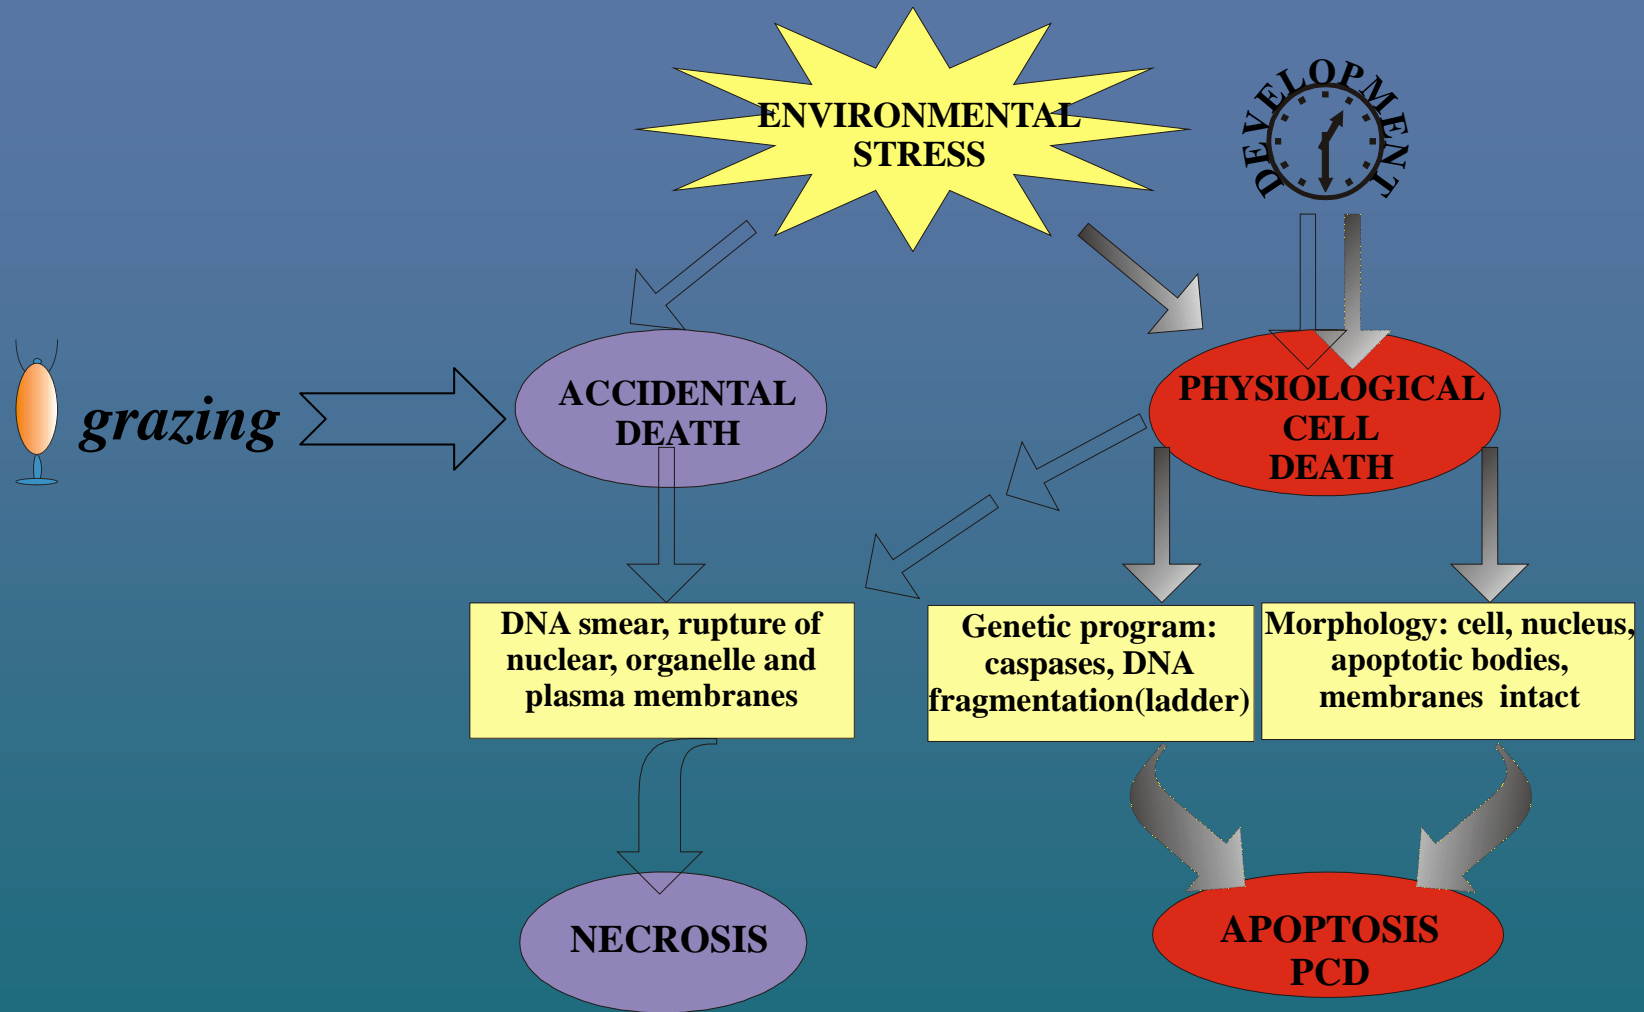 ENVIRONMENTAL
STRESS
DEVELOPMENT
grazing
ACCIDENTAL
DEATH
PHYSIOLOGICAL
CELL
DEATH
DNA smear, rupture of
nuclear, organelle and
plasma membranes
Genetic program:
caspases, DNA
fragmentation(ladder)
Morphology: cell, nucleus,
apoptotic bodies,
membranes intact
NECROSIS
APOPTOSIS
PCD